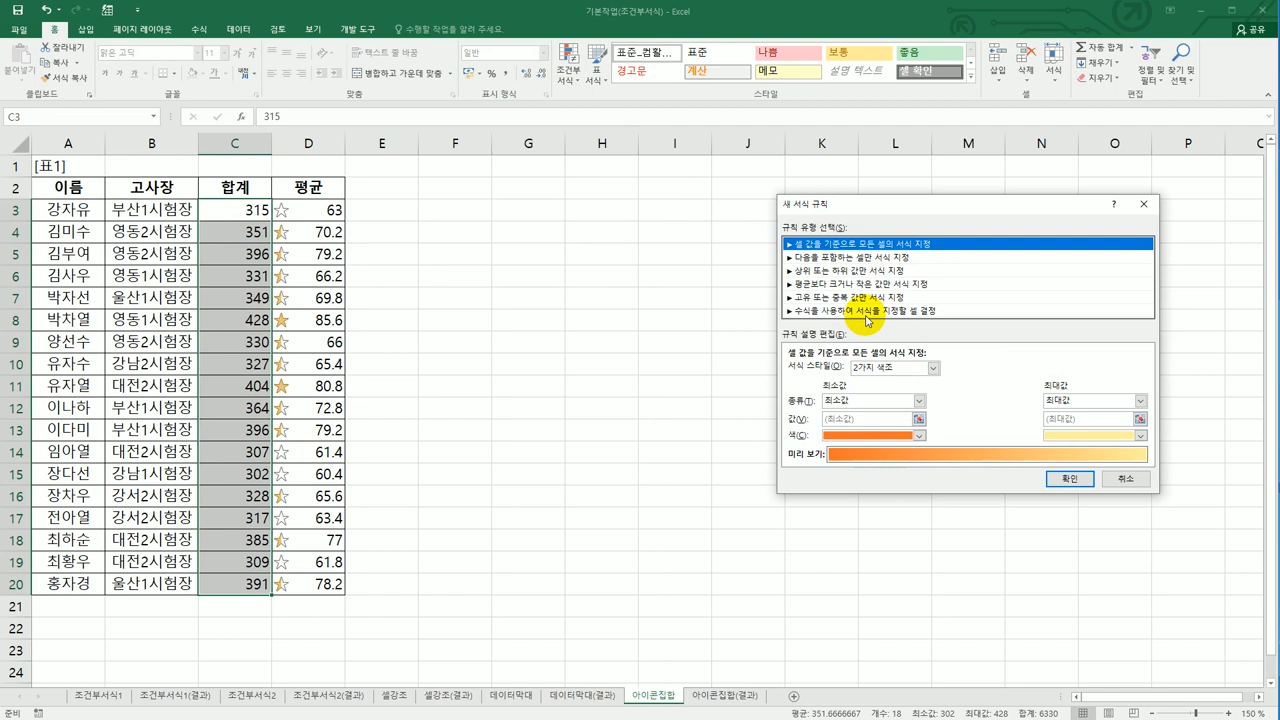 기본작업(조건부서식) - Excel
파일 홈 삽입 페이지 레이아웃 수식 데이터 검토 보기 개발 도구 수행할 작업을 알려 주세요. 공유
붙여넣기 잘라내기 복사 서식 복사 클립보드
맑은 고딕 11 가 가 가 가 가 글꼴
텍스트 줄 바꿈 병합하고 가운데 맞춤 맞춤
일반 % 표시 형식
조건부 서식 표 서식 표준_컴활... 표준 나쁨 보통 좋음
경고문 계산 메모 설명 텍스트 셀 확인 스타일
삽입 삭제 서식 셀
자동 합계 채우기 지우기 정렬 및 필터 찾기 및 선택 편집
C3 fx 315
A B C D E F G H I J K L M N O P
1 [표1]
2 이름 고사장 합계 평균
3 강자유 부산1시험장 315 63
4 김미수 영동2시험장 351 70.2
5 김부여 영동2시험장 396 79.2
6 김사우 영동1시험장 331 66.2
7 박자선 울산1시험장 349 69.8
8 박차열 영동1시험장 428 85.6
9 양선수 영동2시험장 330 66
10 유자수 강남2시험장 327 65.4
11 유자열 대전2시험장 404 80.8
12 이나하 부산1시험장 364 72.8
13 이다미 부산1시험장 396 79.2
14 임아열 대전2시험장 307 61.4
15 장다선 강남1시험장 302 60.4
16 장차우 강서2시험장 328 65.6
17 전아열 강서2시험장 317 63.4
18 최하순 대전2시험장 385 77
19 최황우 대전2시험장 309 61.8
20 홍자경 울산1시험장 391 78.2
21
22
23
24
새 서식 규칙 ?
규칙 유형 선택(S):
► 셀 값을 기준으로 모든 셀의 서식 지정
► 다음을 포함하는 셀만 서식 지정
► 상위 또는 하위 값만 서식 지정
► 평균보다 크거나 작은 값만 서식 지정
► 고유 또는 중복 값만 서식 지정
► 수식을 사용하여 서식을 지정할 셀 결정
규칙 설명 편집(E):
셀 값을 기준으로 모든 셀의 서식 지정:
서식 스타일(O): 2가지 색조
최소값 최대값
종류(T): 최소값 최대값
값(V): (최소값) (최대값)
색(C):
미리 보기:
확인 취소
조건부서식1 조건부서식1(결과) 조건부서식2 조건부서식2(결과) 셀강조 셀강조(결과) 데이터막대 데이터막대(결과) 아이콘집합 아이콘집합(결과)
준비 평균: 351.6666667 개수: 18 최소값: 302 최대값: 428 합계: 6330 150 %